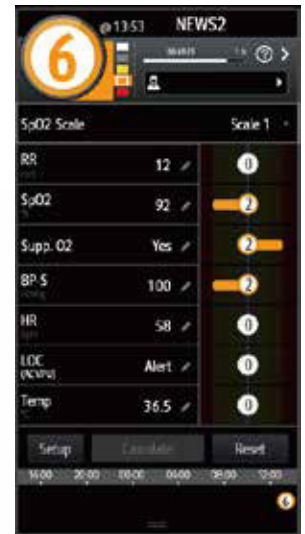 @ 13:53 NEWS2
6
SpO2 Scale Scale 1
RR 12 0
SpO2 92 2
Supp. O2 Yes 2
BP-S 100 2
HR 58 0
LOC Alert 0
(ACVPU)
Temp 36.5 0
Setup Calculate Reset
16:00 20:00 00:00 04:00 08:00 12:00
6